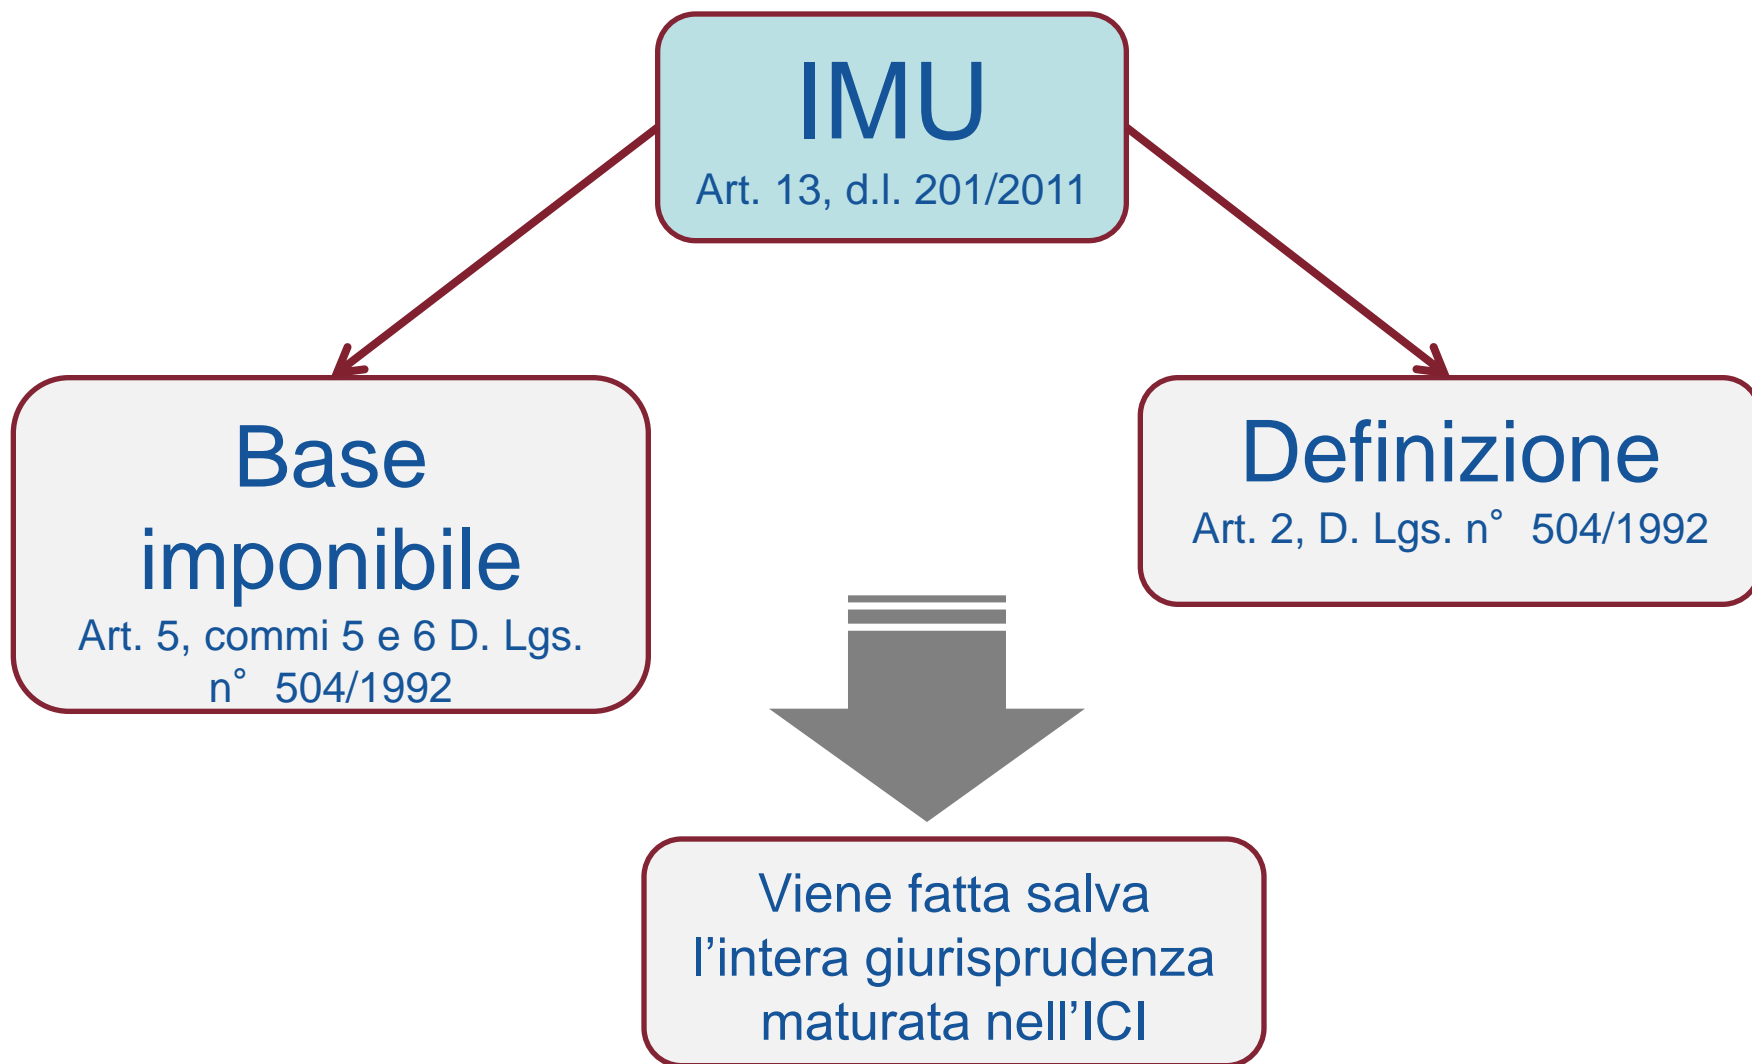 IMU
Art. 13, d.l. 201/2011
Base
imponibile
Art. 5, commi 5 e 6 D. Lgs.
n° 504/1992
Definizione
Art. 2, D. Lgs. n° 504/1992
Viene fatta salva
l’intera giurisprudenza
maturata nell’ICI